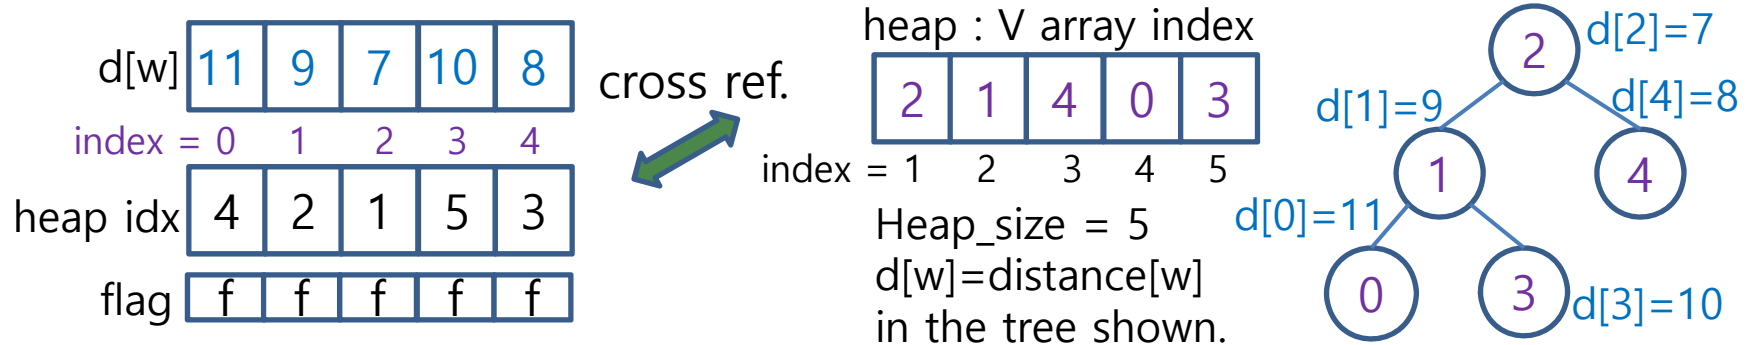 d[w] 11 9 7 10 8
index = 0 1 2 3 4
heap idx 4 2 1 5 3
flag f f f f f
cross ref.
heap : V array index
2 1 4 0 3
index = 1 2 3 4 5
Heap_size = 5
d[w]=distance[w]
in the tree shown.
2 d[2]=7
d[1]=9 d[4]=8
1 4
d[0]=11
0 3 d[3]=10